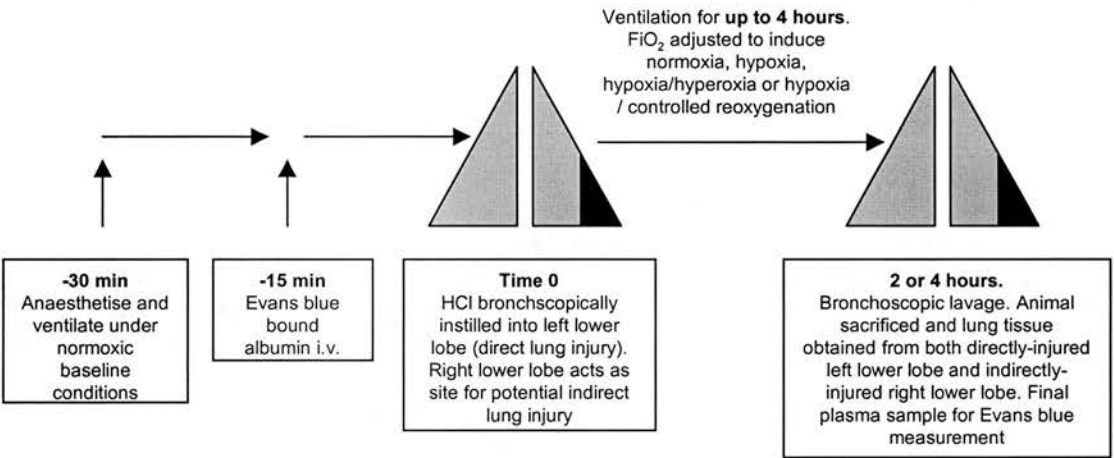 Ventilation for up to 4 hours.
FiO₂ adjusted to induce
normoxia, hypoxia,
hypoxia/hyperoxia or hypoxia
/ controlled reoxygenation
-30 min
Anaesthetise and
ventilate under
normoxic
baseline
conditions
-15 min
Evans blue
bound
albumin i.v.
Time 0
HCl bronchscopically
instilled into left lower
lobe (direct lung injury).
Right lower lobe acts as
site for potential indirect
lung injury
2 or 4 hours.
Bronchoscopic lavage. Animal
sacrificed and lung tissue
obtained from both directly-injured
left lower lobe and indirectly-
injured right lower lobe. Final
plasma sample for Evans blue
measurement